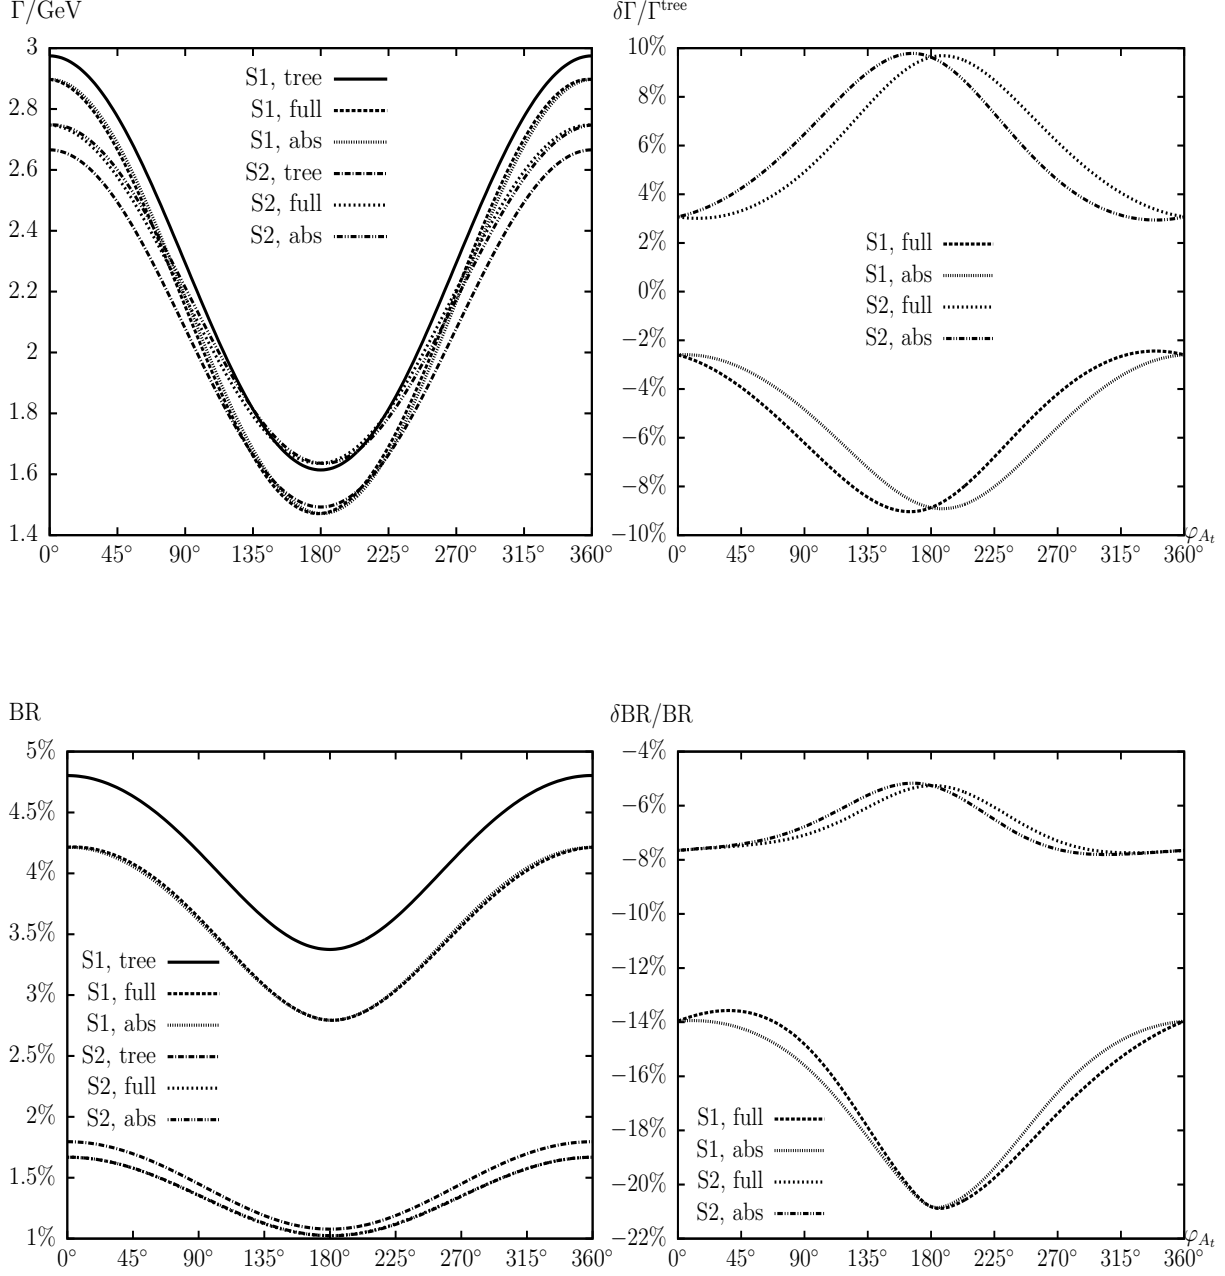 Γ/GeV
3
2.8
2.6
2.4
2.2
2
1.8
1.6
1.4
S1, tree
S1, full
S1, abs
S2, tree
S2, full
S2, abs
0° 45° 90° 135° 180° 225° 270° 315° 360°
δΓ/Γ^tree
10%
8%
6%
4%
2%
0%
−2%
−4%
−6%
−8%
−10%
S1, full
S1, abs
S2, full
S2, abs
0° 45° 90° 135° 180° 225° 270° 315° 360° φ_{A_t}
BR
5%
4.5%
4%
3.5%
3%
2.5%
2%
1.5%
1%
S1, tree
S1, full
S1, abs
S2, tree
S2, full
S2, abs
0° 45° 90° 135° 180° 225° 270° 315° 360°
δBR/BR
−4%
−6%
−8%
−10%
−12%
−14%
−16%
−18%
−20%
−22%
S1, full
S1, abs
S2, full
S2, abs
0° 45° 90° 135° 180° 225° 270° 315° 360° φ_{A_t}